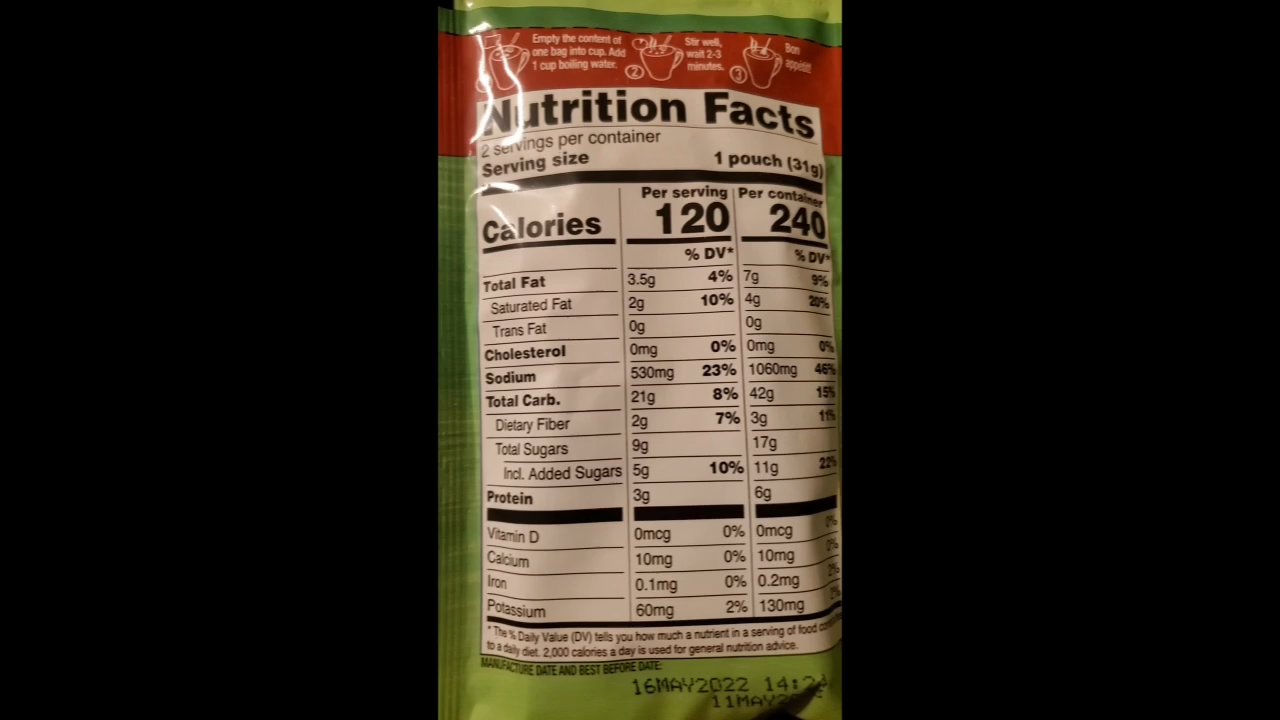 Empty the content of
one bag into cup. Add
1 cup boiling water.
2
Stir well,
wait 2-3
minutes.
3
Bon
appétit!
Nutrition Facts
2 servings per container
Serving size 1 pouch (31g)
Per serving Per container
Calories 120 240
% DV* % DV*
Total Fat 3.5g 4% 7g 9%
Saturated Fat 2g 10% 4g 20%
Trans Fat 0g 0g
Cholesterol 0mg 0% 0mg 0%
Sodium 530mg 23% 1060mg 46%
Total Carb. 21g 8% 42g 15%
Dietary Fiber 2g 7% 3g 11%
Total Sugars 9g 17g
Incl. Added Sugars 5g 10% 11g 22%
Protein 3g 6g
Vitamin D 0mcg 0% 0mcg 0%
Calcium 10mg 0% 10mg 0%
Iron 0.1mg 0% 0.2mg 2%
Potassium 60mg 2% 130mg 2%
* The % Daily Value (DV) tells you how much a nutrient in a serving of food
to a daily diet. 2,000 calories a day is used for general nutrition advice.
MANUFACTURE DATE AND BEST BEFORE DATE:
16MAY2022